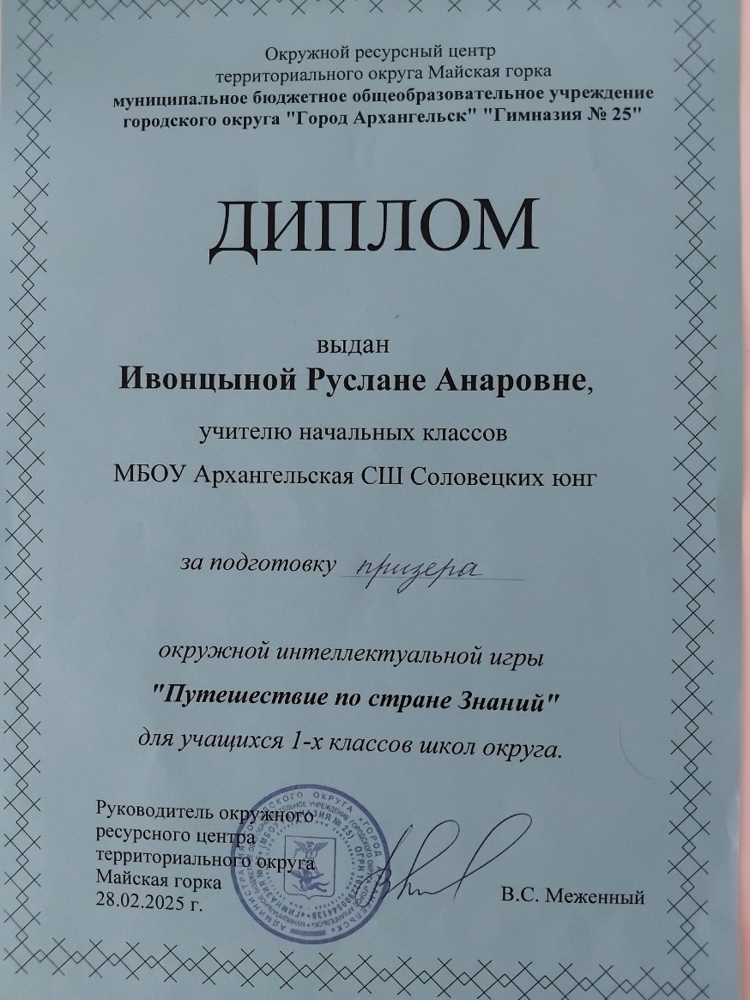 Окружной ресурсный центр
территориального округа Майская горка
муниципальное бюджетное общеобразовательное учреждение
городского округа "Город Архангельск" "Гимназия № 25"
ДИПЛОМ
выдан
Ивонцыной Руслане Анаровне,
учителю начальных классов
МБОУ Архангельская СШ Соловецких юнг
за подготовку призёра
окружной интеллектуальной игры
"Путешествие по стране Знаний"
для учащихся 1-х классов школ округа.
Руководитель окружного
ресурсного центра
территориального округа
Майская горка
28.02.2025 г.
В.С. Меженный